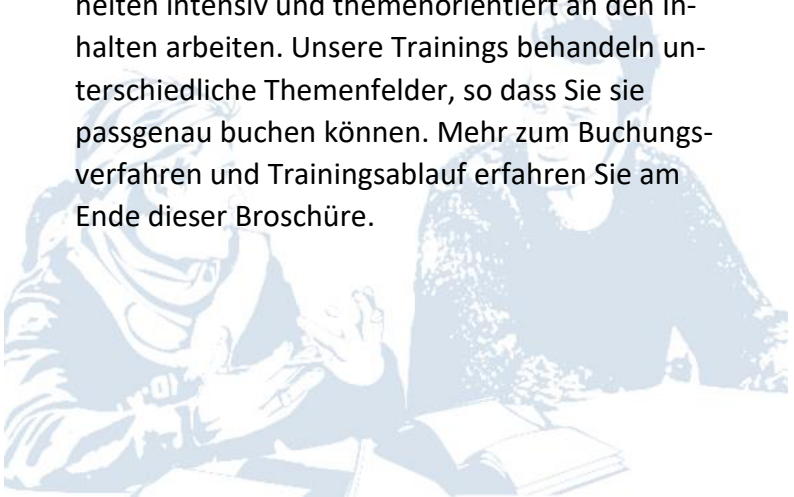 heiten intensiv und themenorientiert an den In-
halten arbeiten. Unsere Trainings behandeln un-
terschiedliche Themenfelder, so dass Sie sie
passgenau buchen können. Mehr zum Buchungs-
verfahren und Trainingsablauf erfahren Sie am
Ende dieser Broschüre.